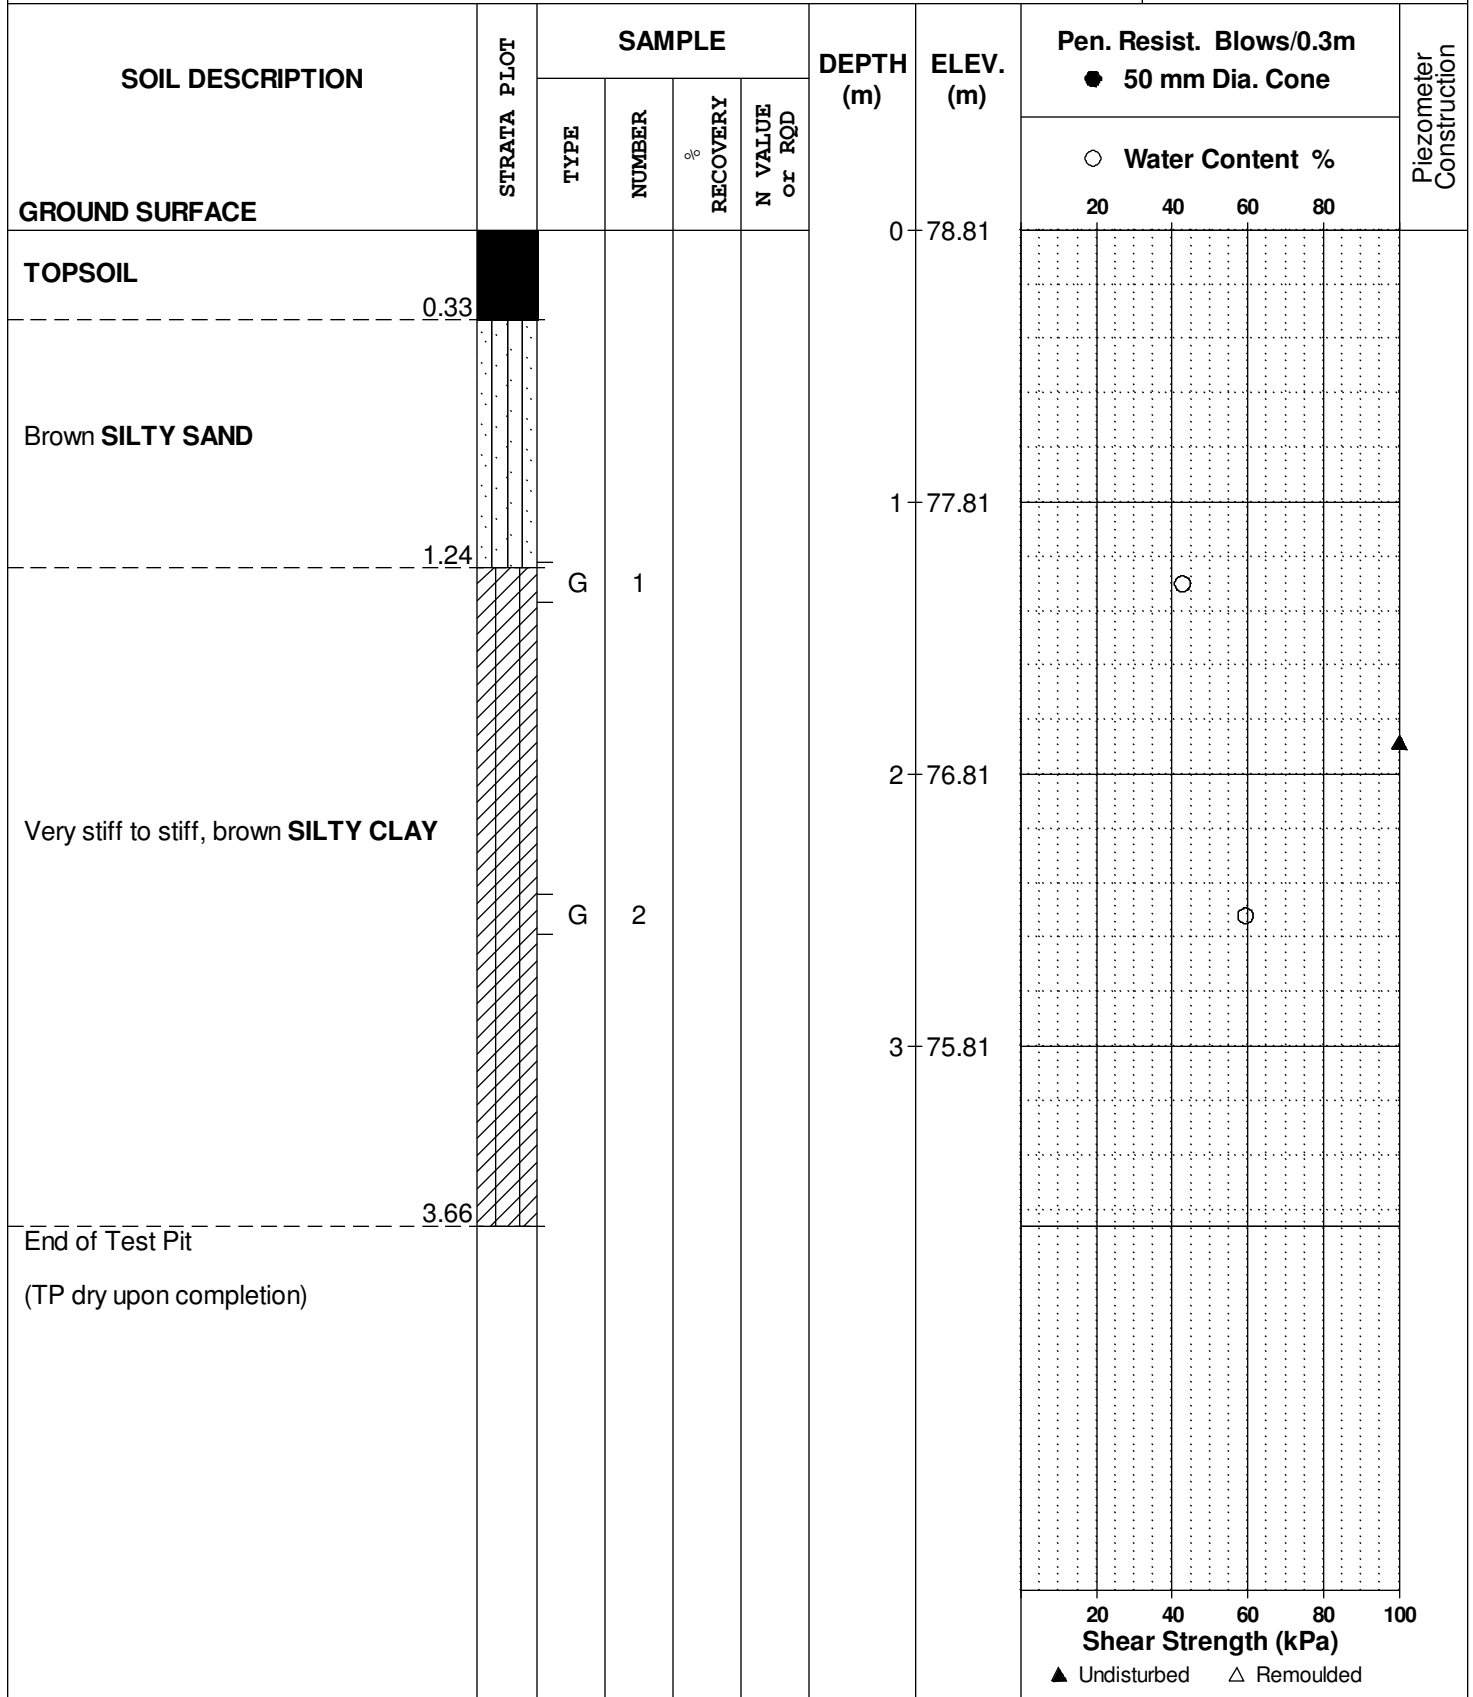 SOIL DESCRIPTION
GROUND SURFACE
STRATA PLOT
SAMPLE
TYPE
NUMBER
%
RECOVERY
N VALUE
or RQD
DEPTH
(m)
ELEV.
(m)
Pen. Resist. Blows/0.3m
● 50 mm Dia. Cone
○ Water Content %
20 40 60 80
Piezometer
Construction
0 78.81
TOPSOIL
0.33
Brown SILTY SAND
1 77.81
1.24
G 1
2 76.81
Very stiff to stiff, brown SILTY CLAY
G 2
3 75.81
3.66
End of Test Pit
(TP dry upon completion)
20 40 60 80 100
Shear Strength (kPa)
▲ Undisturbed △ Remoulded